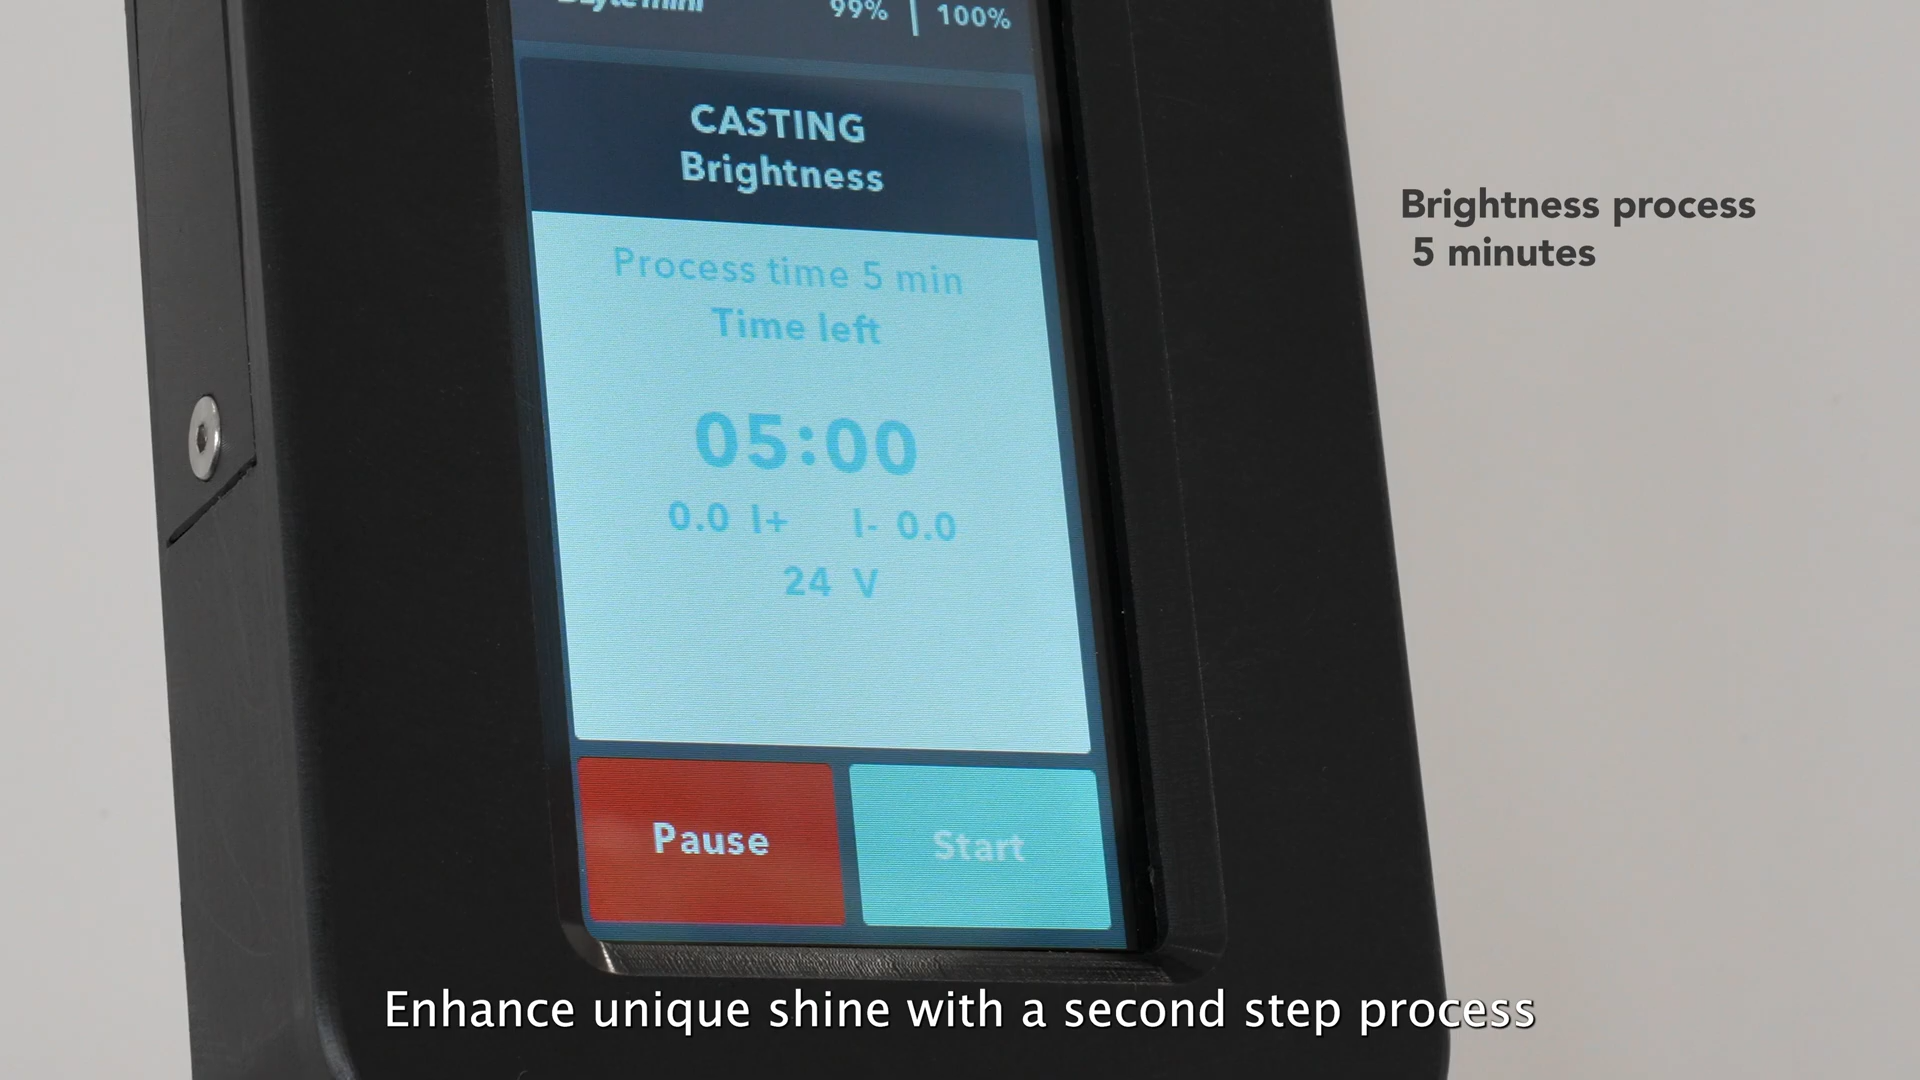 99% | 100%
CASTING
Brightness
Process time 5 min
Time left
05:00
0.0 I+ I- 0.0
24 V
Pause
Start
Brightness process
5 minutes
Enhance unique shine with a second step process